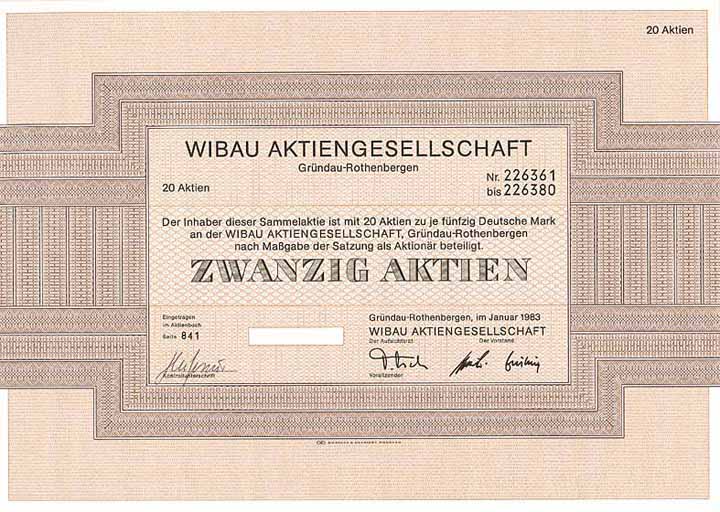 20 Aktien
WIBAU AKTIENGESELLSCHAFT
Gründau-Rothenbergen
20 Aktien
Nr. 226361
bis 226380
Der Inhaber dieser Sammelaktie ist mit 20 Aktien zu je fünfzig Deutsche Mark
an der WIBAU AKTIENGESELLSCHAFT, Gründau-Rothenbergen
nach Maßgabe der Satzung als Aktionär beteiligt.
ZWANZIG AKTIEN
Eingetragen
im Aktienbuch
Seite 841
Kontrollunterschrift
Gründau-Rothenbergen, im Januar 1983
WIBAU AKTIENGESELLSCHAFT
Der Aufsichtsrat Der Vorstand
Vorsitzender